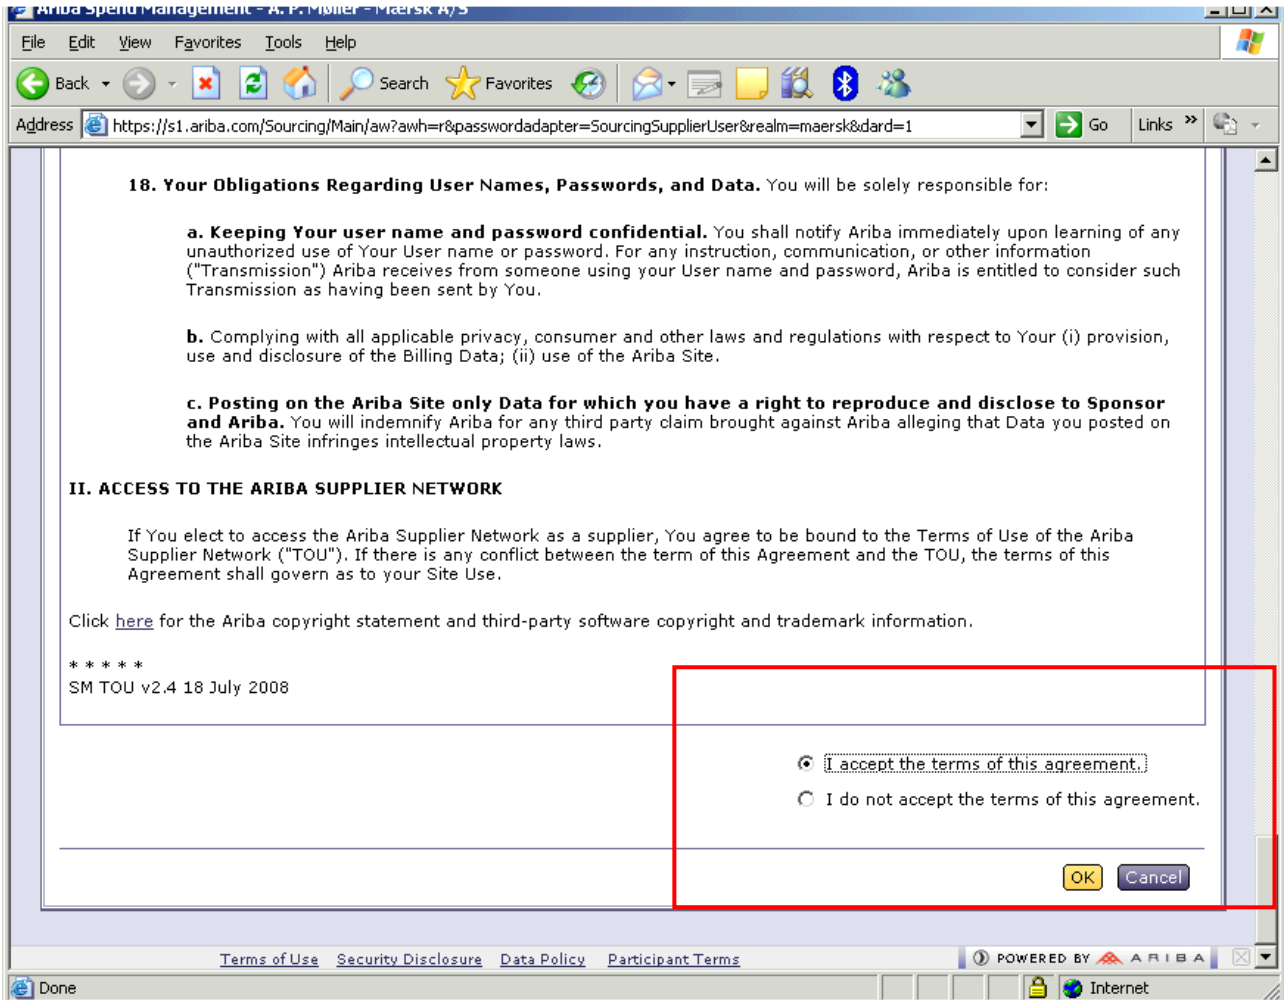 Ariba Spend Management - A. P. Møller - Mærsk A/S
File Edit View Favorites Tools Help
Back Search Favorites
Address https://s1.ariba.com/Sourcing/Main/aw?awh=r&passwordadapter=SourcingSupplierUser&realm=maersk&dard=1 Go Links »
18. Your Obligations Regarding User Names, Passwords, and Data. You will be solely responsible for:
a. Keeping Your user name and password confidential. You shall notify Ariba immediately upon learning of any
unauthorized use of Your User name or password. For any instruction, communication, or other information
("Transmission") Ariba receives from someone using your User name and password, Ariba is entitled to consider such
Transmission as having been sent by You.
b. Complying with all applicable privacy, consumer and other laws and regulations with respect to Your (i) provision,
use and disclosure of the Billing Data; (ii) use of the Ariba Site.
c. Posting on the Ariba Site only Data for which you have a right to reproduce and disclose to Sponsor
and Ariba. You will indemnify Ariba for any third party claim brought against Ariba alleging that Data you posted on
the Ariba Site infringes intellectual property laws.
II. ACCESS TO THE ARIBA SUPPLIER NETWORK
If You elect to access the Ariba Supplier Network as a supplier, You agree to be bound to the Terms of Use of the Ariba
Supplier Network ("TOU"). If there is any conflict between the term of this Agreement and the TOU, the terms of this
Agreement shall govern as to your Site Use.
Click here for the Ariba copyright statement and third-party software copyright and trademark information.
* * * * *
SM TOU v2.4 18 July 2008
I accept the terms of this agreement.
I do not accept the terms of this agreement.
OK Cancel
Terms of Use Security Disclosure Data Policy Participant Terms POWERED BY ARIBA
Done Internet